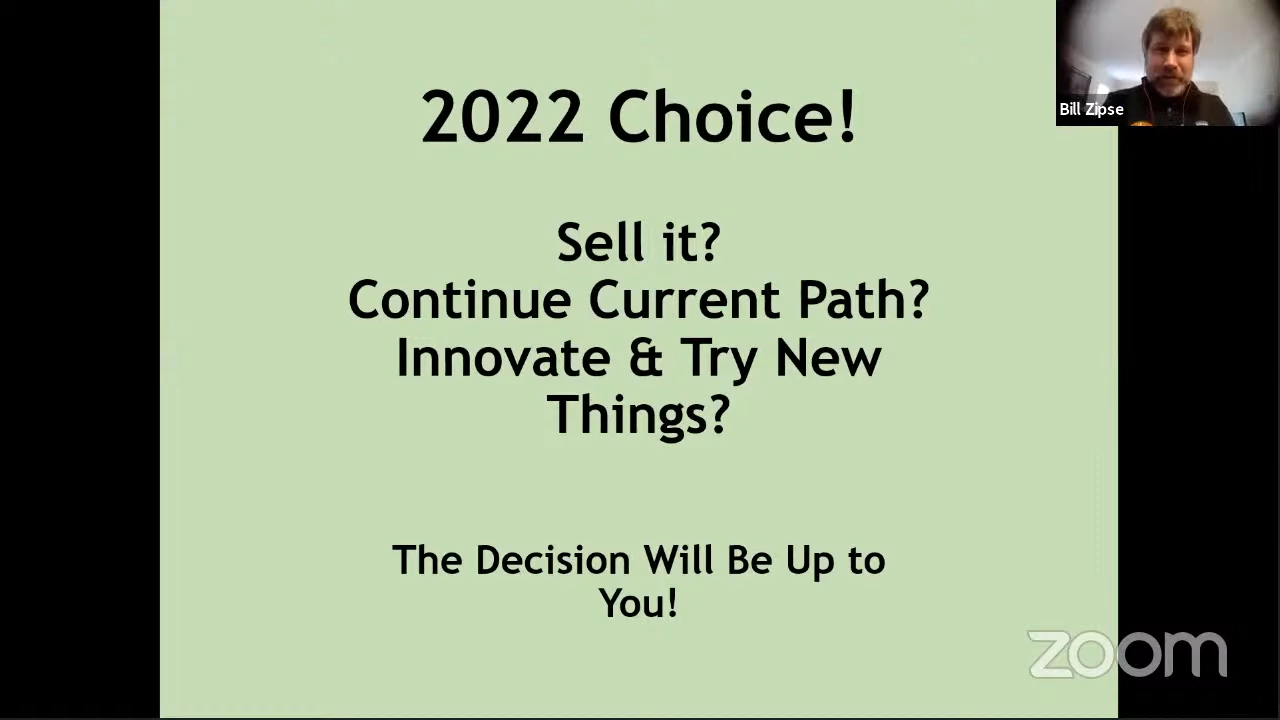 2022 Choice!
Bill Zipse
Sell it?
Continue Current Path?
Innovate & Try New
Things?
The Decision Will Be Up to
You!
zoom